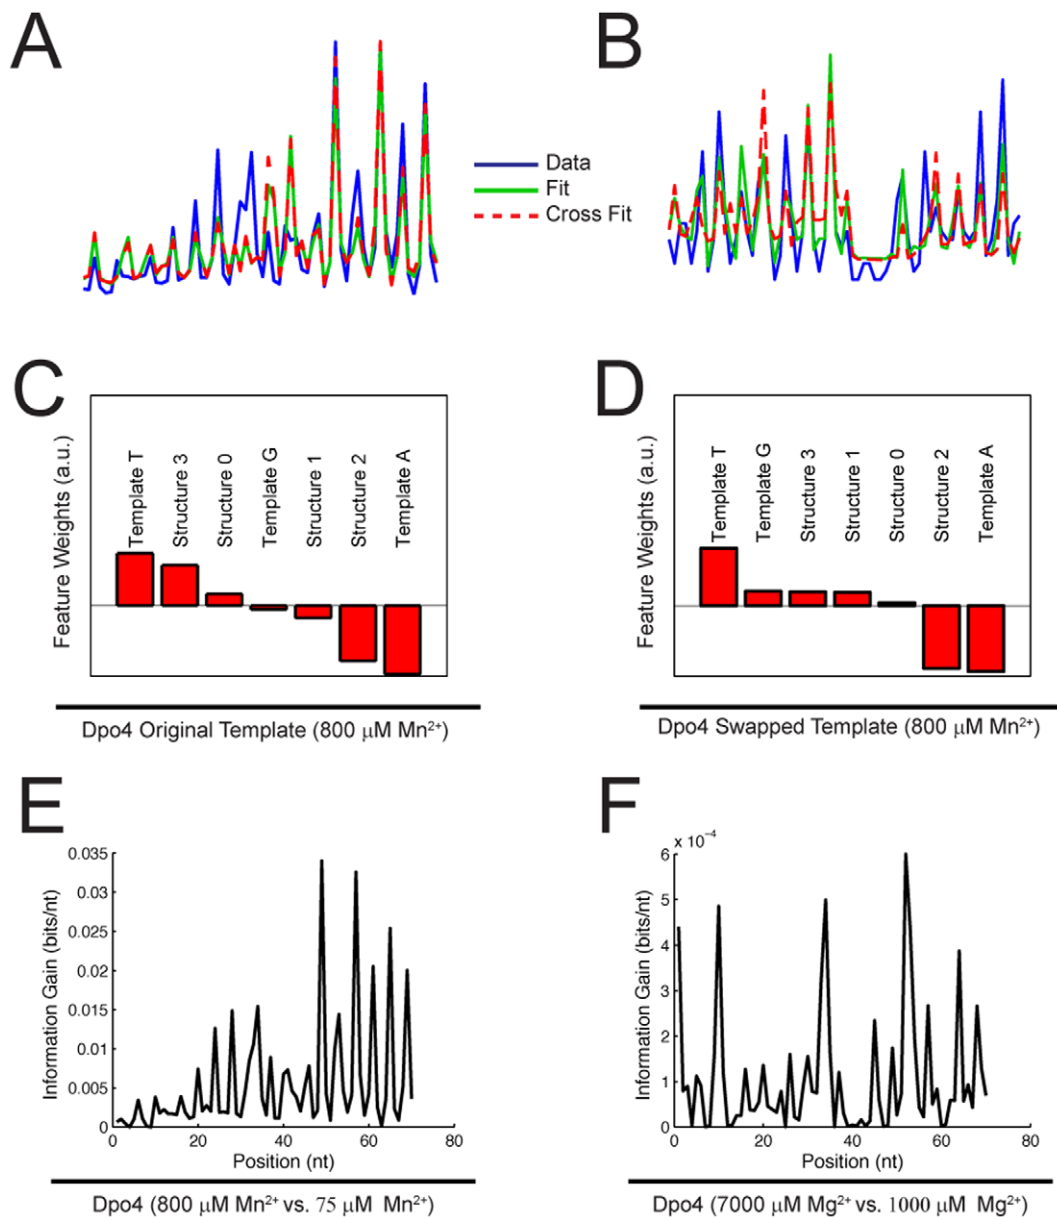 A
B
Data
Fit
Cross Fit
C
D
Feature Weights (a.u.)
Template T
Structure 3
Structure 0
Template G
Structure 1
Structure 2
Template A
Feature Weights (a.u.)
Template T
Template G
Structure 3
Structure 1
Structure 0
Structure 2
Template A
Dpo4 Original Template (800 μM Mn²⁺)
Dpo4 Swapped Template (800 μM Mn²⁺)
E
F
Information Gain (bits/nt)
0.035
0.03
0.025
0.02
0.015
0.01
0.005
0
0 20 40 60 80
Position (nt)
Dpo4 (800 μM Mn²⁺ vs. 75 μM Mn²⁺)
x 10⁻⁴
Information Gain (bits/nt)
6
5
4
3
2
1
0
0 20 40 60 80
Position (nt)
Dpo4 (7000 μM Mg²⁺ vs. 1000 μM Mg²⁺)